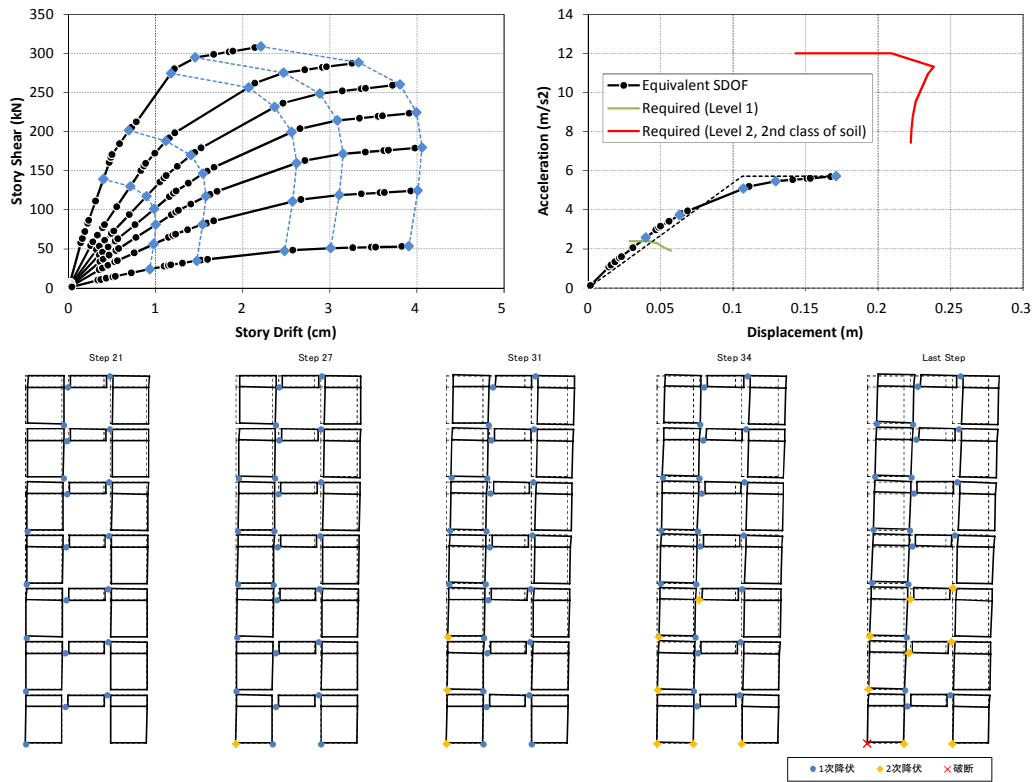 350
300
250
200
150
100
50
0
Story Shear (kN)
0
1
2
3
4
5
Story Drift (cm)
14
12
10
8
6
4
2
0
Acceleration (m/s2)
Equivalent SDOF
Required (Level 1)
Required (Level 2, 2nd class of soil)
0
0.05
0.1
0.15
0.2
0.25
0.3
Displacement (m)
Step 21
Step 27
Step 31
Step 34
Last Step
1次降伏
2次降伏
破断